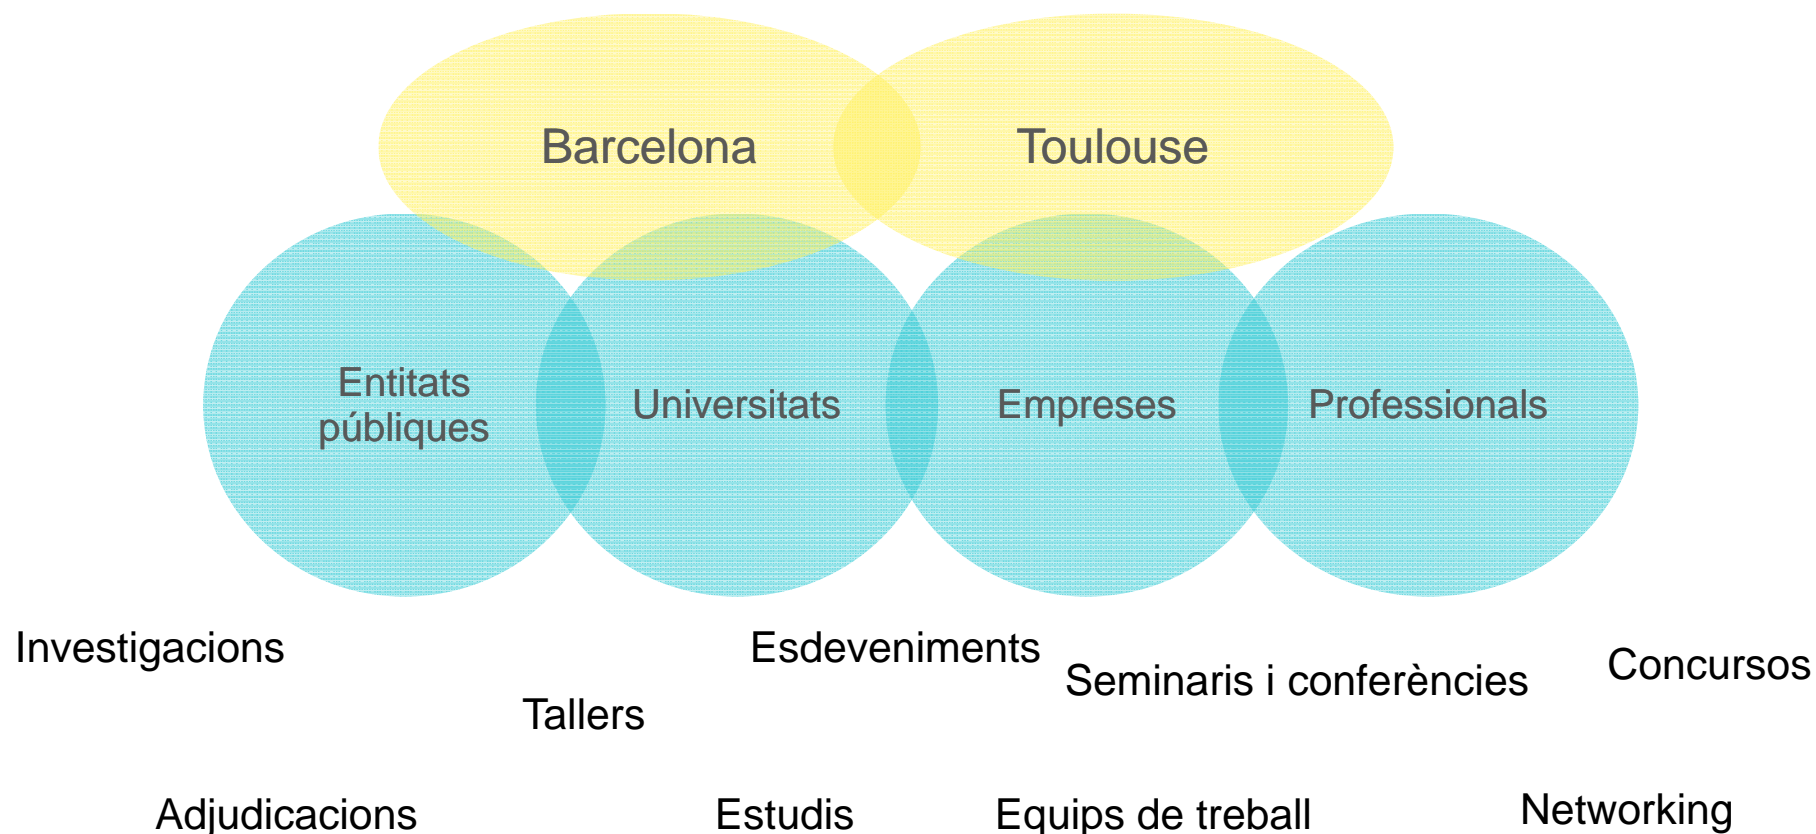 Barcelona
Toulouse
Entitats
públiques
Universitats
Empreses
Professionals
Investigacions
Esdeveniments
Seminaris i conferències
Concursos
Tallers
Adjudicacions
Estudis
Equips de treball
Networking